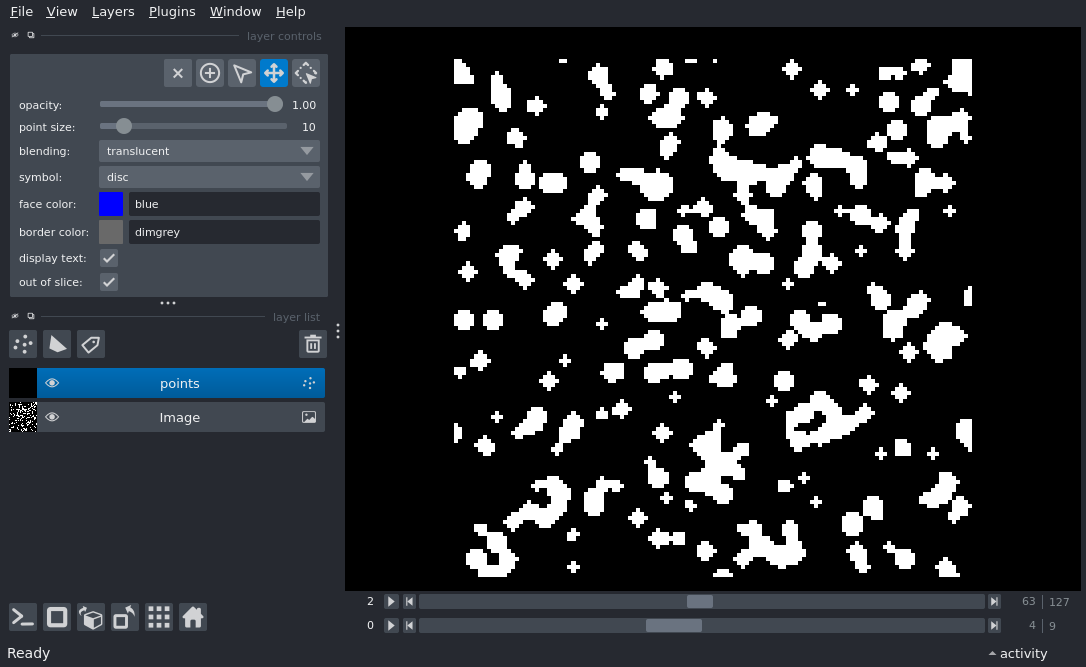 File View Layers Plugins Window Help
layer controls
opacity: 1.00
point size: 10
blending: translucent
symbol: disc
face color: blue
border color: dimgrey
display text:
out of slice:
layer list
points
Image
2 63 | 127
0 4 | 9
Ready activity